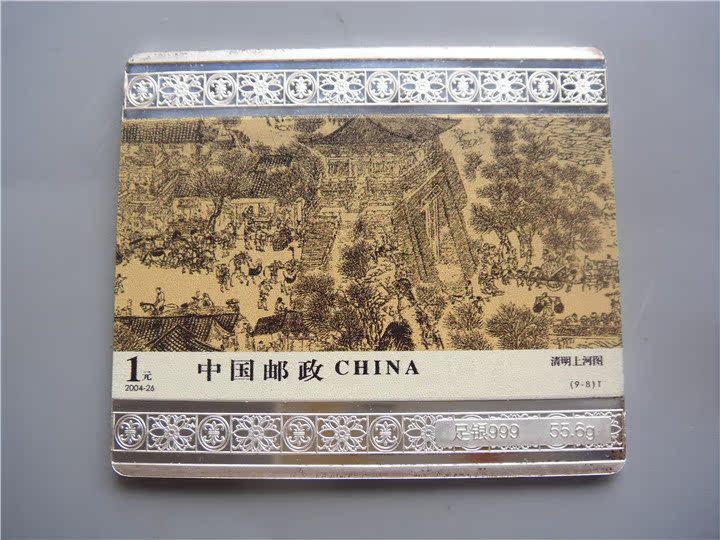 1元
2004-26
中国邮政 CHINA
清明上河图
(9-8)T
足银999 55.6g